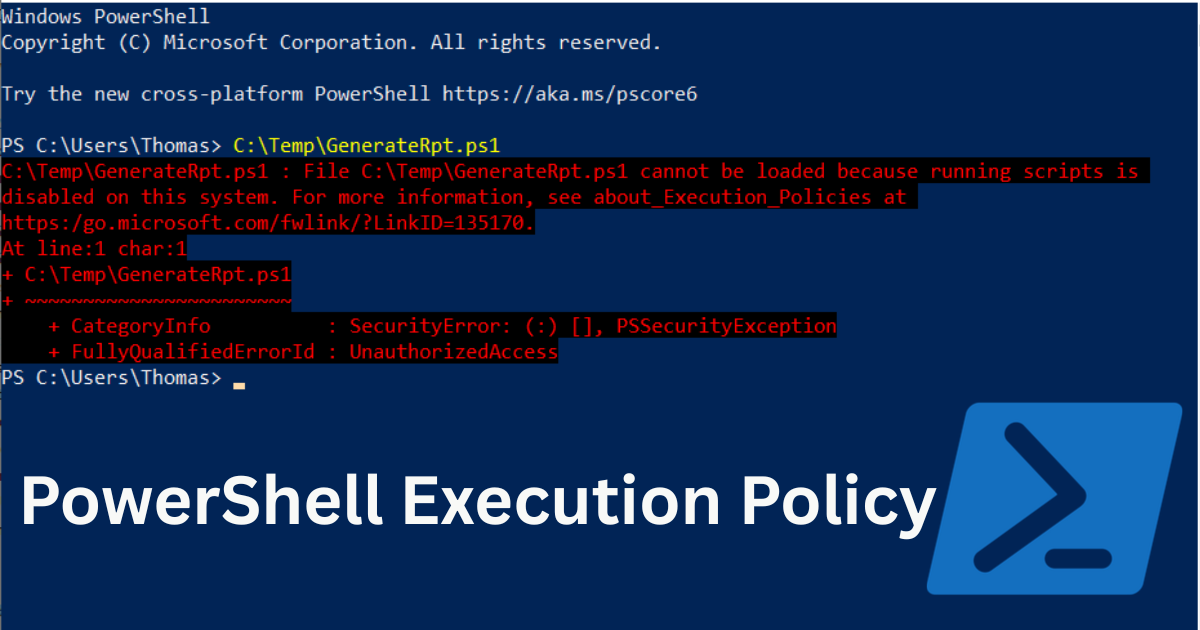 Windows PowerShell
Copyright (C) Microsoft Corporation. All rights reserved.
Try the new cross-platform PowerShell https://aka.ms/pscore6
PS C:\Users\Thomas> C:\Temp\GenerateRpt.ps1
C:\Temp\GenerateRpt.ps1 : File C:\Temp\GenerateRpt.ps1 cannot be loaded because running scripts is
disabled on this system. For more information, see about_Execution_Policies at
https:/go.microsoft.com/fwlink/?LinkID=135170.
At line:1 char:1
+ C:\Temp\GenerateRpt.ps1
+ ~~~~~~~~~~~~~~~~~~~~~~~
    + CategoryInfo          : SecurityError: (:) [], PSSecurityException
    + FullyQualifiedErrorId : UnauthorizedAccess
PS C:\Users\Thomas> _
PowerShell Execution Policy